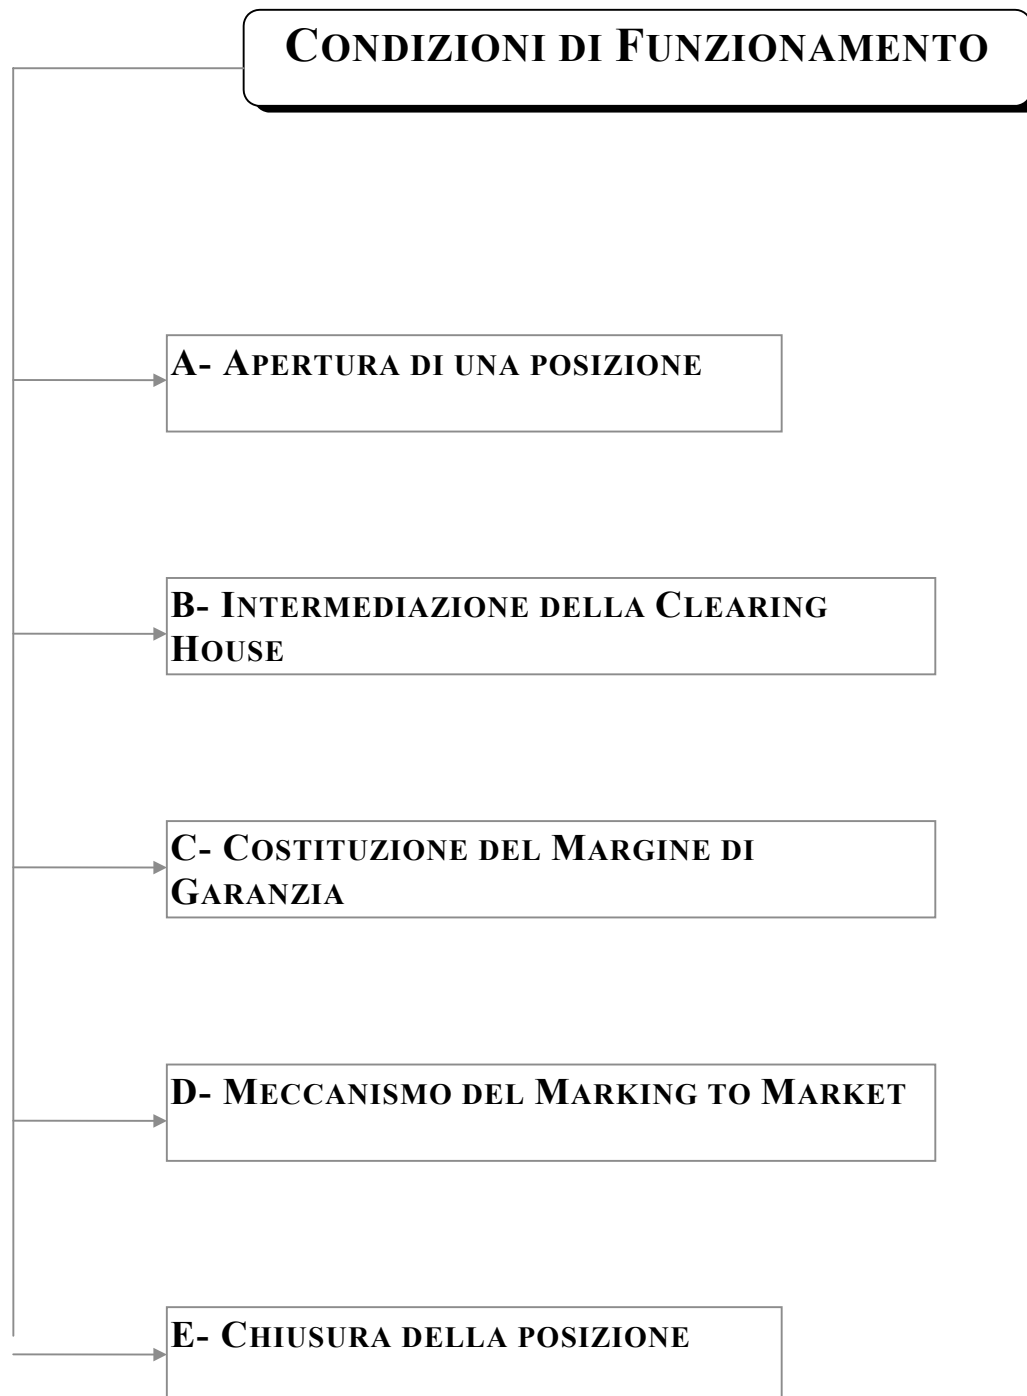 CONDIZIONI DI FUNZIONAMENTO
A- APERTURA DI UNA POSIZIONE
B- INTERMEDIAZIONE DELLA CLEARING
HOUSE
C- COSTITUZIONE DEL MARGINE DI
GARANZIA
D- MECCANISMO DEL MARKING TO MARKET
E- CHIUSURA DELLA POSIZIONE